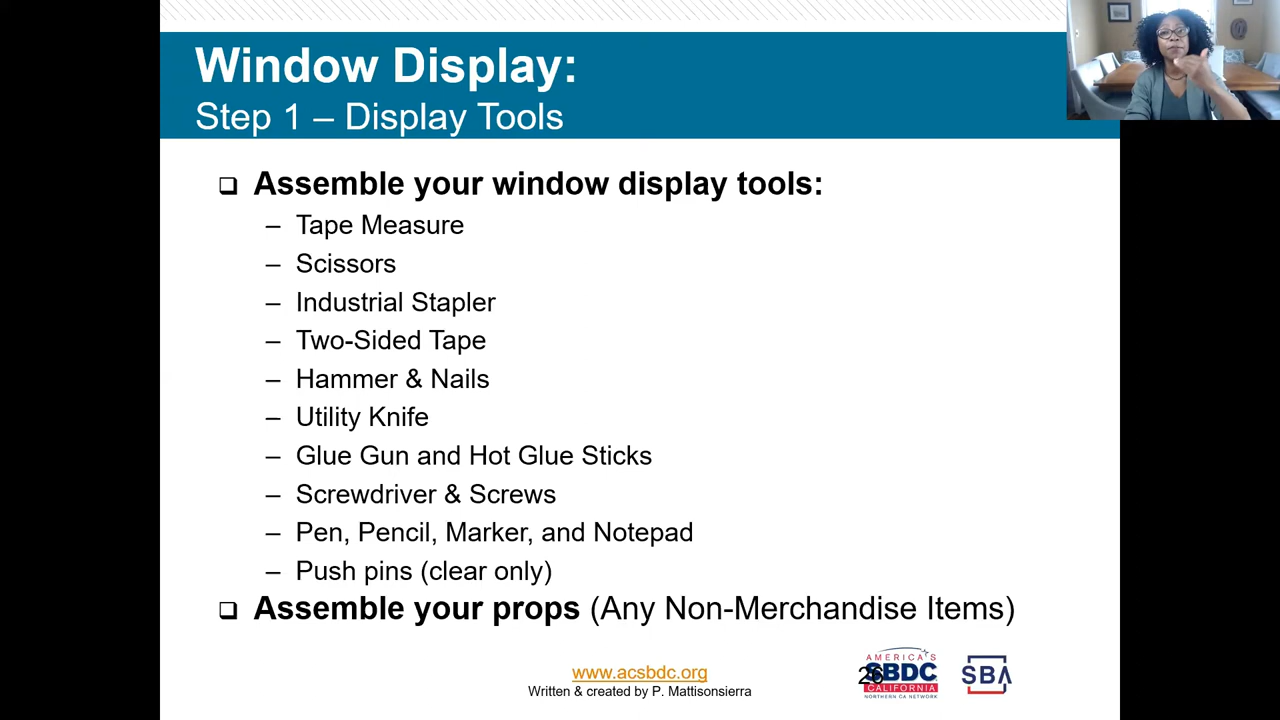 Window Display:
Step 1 – Display Tools
❑ Assemble your window display tools:
– Tape Measure
– Scissors
– Industrial Stapler
– Two-Sided Tape
– Hammer & Nails
– Utility Knife
– Glue Gun and Hot Glue Sticks
– Screwdriver & Screws
– Pen, Pencil, Marker, and Notepad
– Push pins (clear only)
❑ Assemble your props (Any Non-Merchandise Items)
www.acsbdc.org
Written & created by P. Mattisonsierra
AMERICA'S
SBDC
CALIFORNIA
NORTHERN CA NETWORK
26
SBA